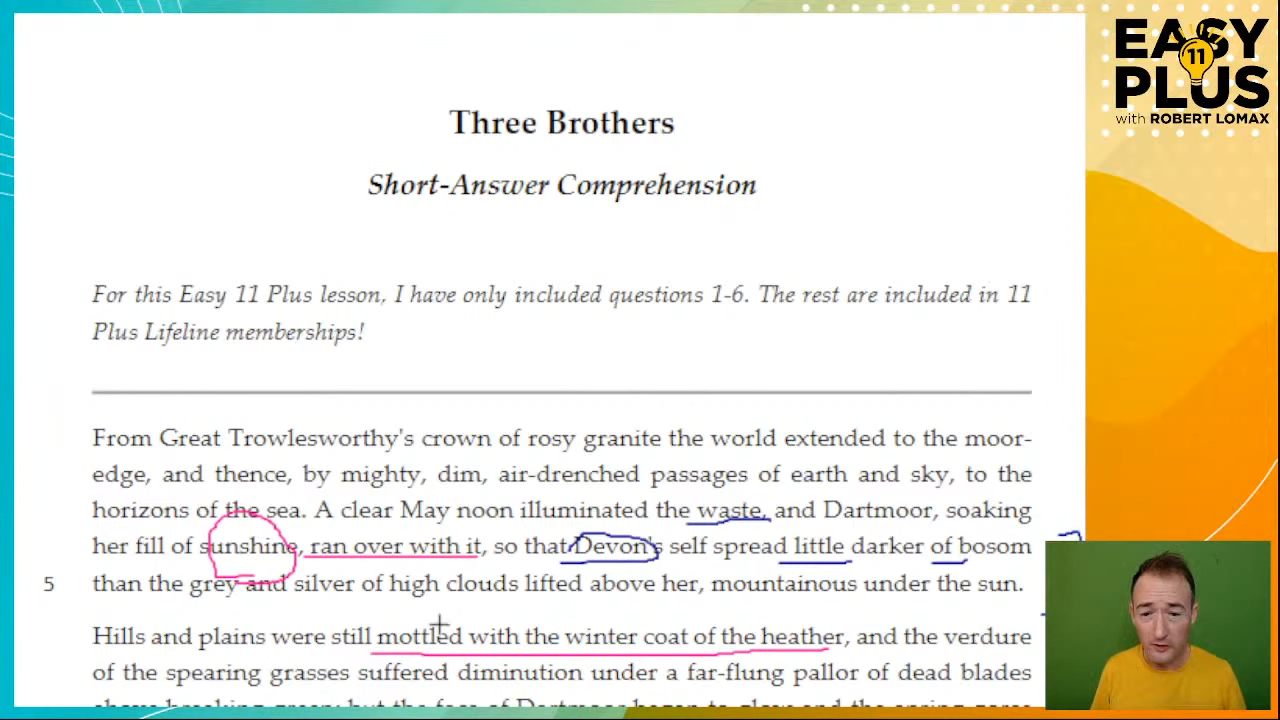 EASY
11
PLUS
with ROBERT LOMAX
Three Brothers
Short-Answer Comprehension
For this Easy 11 Plus lesson, I have only included questions 1-6. The rest are included in 11
Plus Lifeline memberships!
From Great Trowlesworthy's crown of rosy granite the world extended to the moor-
edge, and thence, by mighty, dim, air-drenched passages of earth and sky, to the
horizons of the sea. A clear May noon illuminated the waste, and Dartmoor, soaking
her fill of sunshine, ran over with it, so that Devon's self spread little darker of bosom
5 than the grey and silver of high clouds lifted above her, mountainous under the sun.
Hills and plains were still mottled with the winter coat of the heather, and the verdure
of the spearing grasses suffered diminution under a far-flung pallor of dead blades